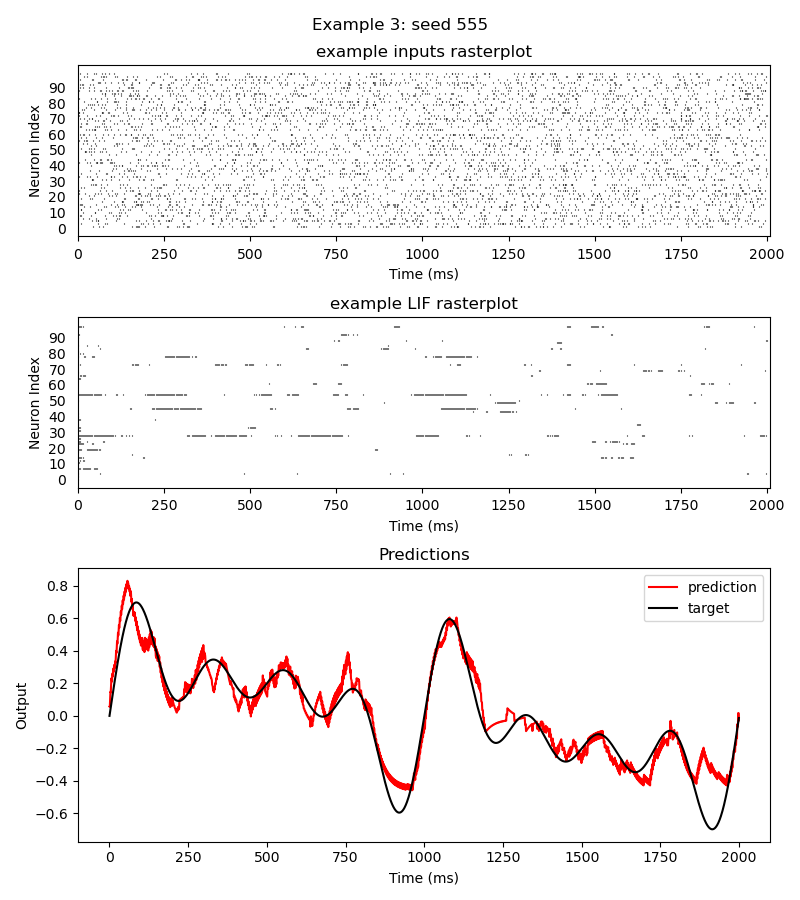 Example 3: seed 555
example inputs rasterplot
Neuron Index
90
80
70
60
50
40
30
20
10
0
0 250 500 750 1000 1250 1500 1750 2000
Time (ms)
example LIF rasterplot
Neuron Index
90
80
70
60
50
40
30
20
10
0
0 250 500 750 1000 1250 1500 1750 2000
Time (ms)
Predictions
Output
0.8
0.6
0.4
0.2
0.0
−0.2
−0.4
−0.6
prediction
target
0 250 500 750 1000 1250 1500 1750 2000
Time (ms)